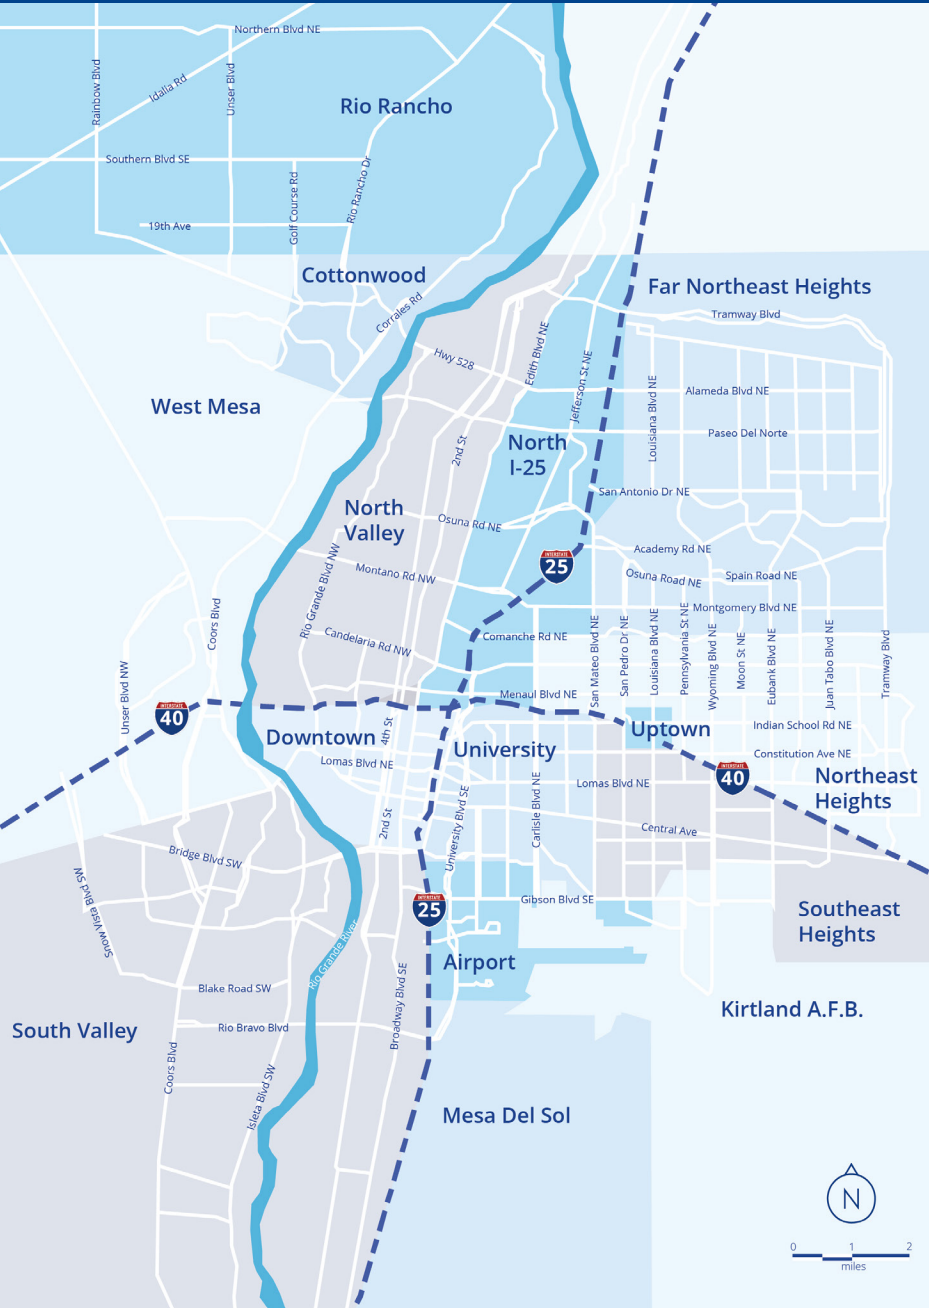 Northern Blvd NE
Rainbow Blvd
Idalia Rd
Unser Blvd
Rio Rancho
Southern Blvd SE
Golf Course Rd
Rio Rancho Dr
19th Ave
Cottonwood
Corrales Rd
Far Northeast Heights
Tramway Blvd
Hwy 528
Edith Blvd NE
Jefferson St NE
Louisiana Blvd NE
Alameda Blvd NE
West Mesa
Paseo Del Norte
2nd St
North
I-25
San Antonio Dr NE
North
Valley
Osuna Rd NE
Academy Rd NE
INTERSTATE
25
Montano Rd NW
Osuna Road NE
Spain Road NE
Rio Grande Blvd NW
Montgomery Blvd NE
Coors Blvd
Candelaria Rd NW
Comanche Rd NE
San Mateo Blvd NE
San Pedro Dr NE
Louisiana Blvd NE
Pennsylvania St NE
Wyoming Blvd NE
Moon St NE
Eubank Blvd NE
Juan Tabo Blvd NE
Tramway Blvd
Unser Blvd NW
Menaul Blvd NE
INTERSTATE
40
Downtown
4th St
University
Uptown
Indian School Rd NE
Lomas Blvd NE
Constitution Ave NE
INTERSTATE
40
Northeast
Heights
Lomas Blvd NE
Carlisle Blvd NE
University Blvd SE
2nd St
Central Ave
Bridge Blvd SW
Snow Vista Blvd SW
INTERSTATE
25
Gibson Blvd SE
Southeast
Heights
Rio Grande River
Airport
Blake Road SW
Broadway Blvd SE
Kirtland A.F.B.
South Valley
Rio Bravo Blvd
Coors Blvd
Isleta Blvd SW
Mesa Del Sol
N
0 1 2
miles